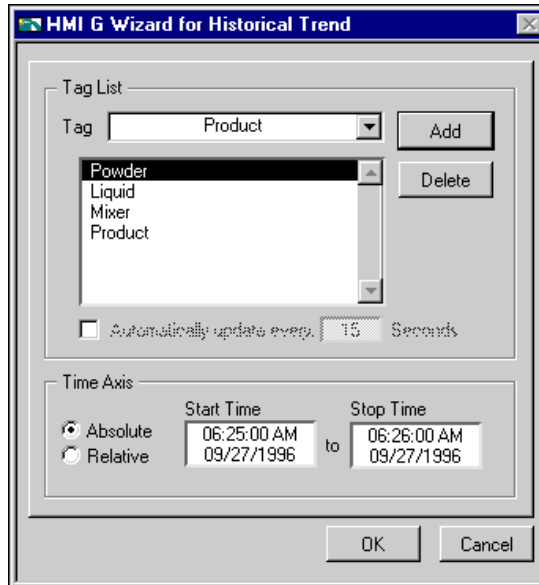 HMI G Wizard for Historical Trend
Tag List
Tag Product Add
Powder
Liquid
Mixer
Product
Delete
Automatically update every, 15 Seconds
Time Axis
Absolute
Relative
Start Time
06:25:00 AM
09/27/1996
to
Stop Time
06:26:00 AM
09/27/1996
OK Cancel